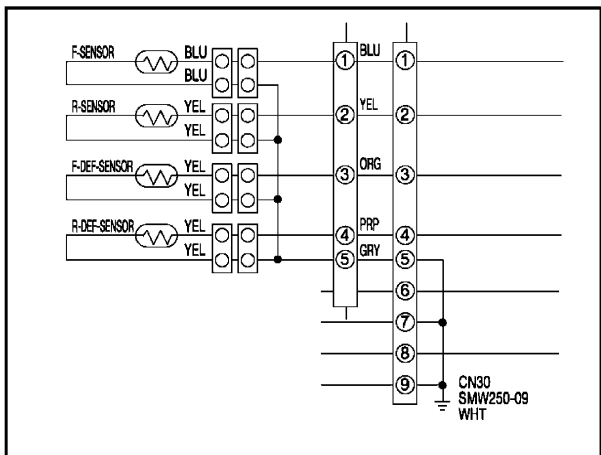 F-SENSOR BLU BLU ① BLU ①
BLU
R-SENSOR YEL ② YEL ②
YEL
F-DEF-SENSOR YEL ③ ORG ③
YEL
R-DEF-SENSOR YEL ④ PRP ④
YEL ⑤ GRY ⑤
⑥
⑦
⑧
⑨ CN30
SMW250-09
WHT